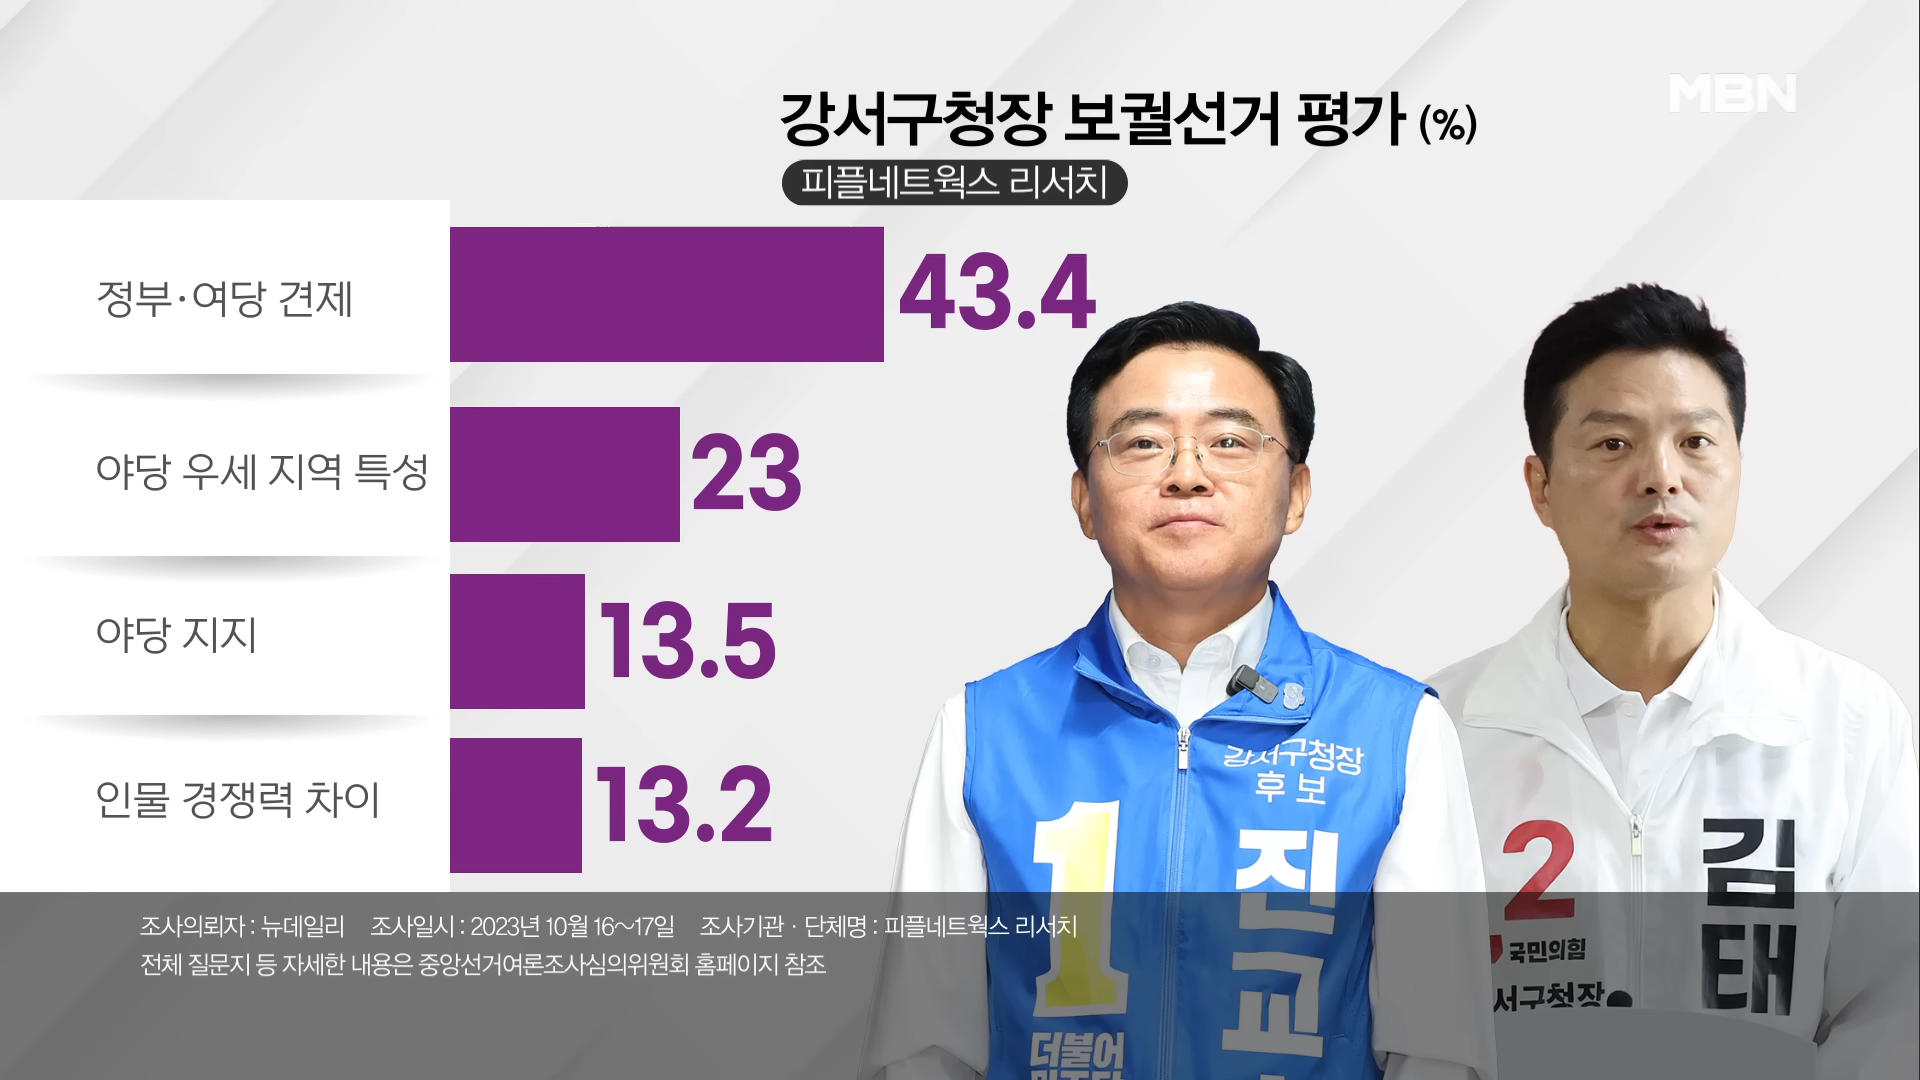 강서구청장 보궐선거 평가 (%)
MBN
피플네트웍스 리서치
정부·여당 견제
43.4
야당 우세 지역 특성
23
야당 지지
13.5
인물 경쟁력 차이
13.2
강서구청장
후보
1
진교
더불어
2
국민의힘
서구청장
김태
조사의뢰자 : 뉴데일리 조사일시 : 2023년 10월 16~17일 조사기관 · 단체명 : 피플네트웍스 리서치
전체 질문지 등 자세한 내용은 중앙선거여론조사심의위원회 홈페이지 참조